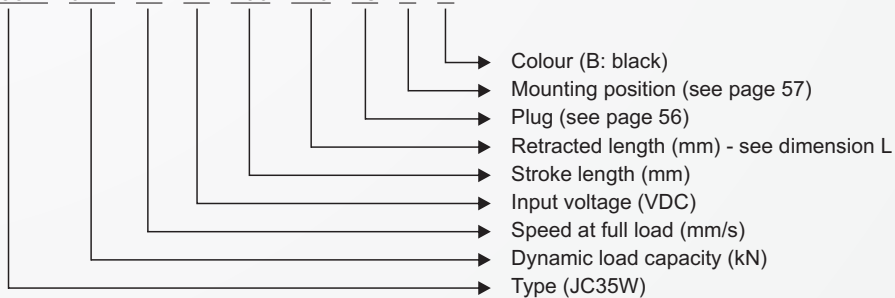 Colour (B: black)
Mounting position (see page 57)
Plug (see page 56)
Retracted length (mm) - see dimension L
Stroke length (mm)
Input voltage (VDC)
Speed at full load (mm/s)
Dynamic load capacity (kN)
Type (JC35W)